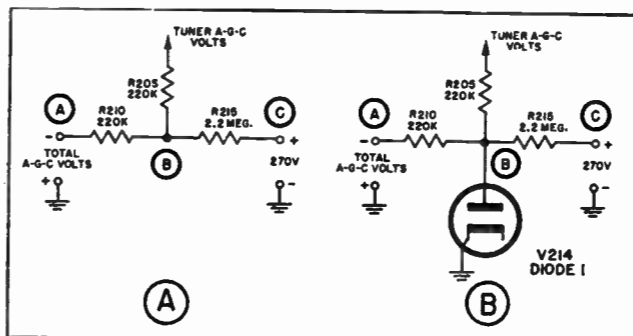 TUNER A-G-C
VOLTS
R205
220K
A
R210
220K
R215
2.2 MEG.
C
-
+
B
TOTAL
A-G-C VOLTS
270V
+
-
A
TUNER A-G-C
VOLTS
R205
220K
A
R210
220K
R215
2.2 MEG.
C
-
+
B
TOTAL
A-G-C VOLTS
270V
+
-
V214
DIODE I
B